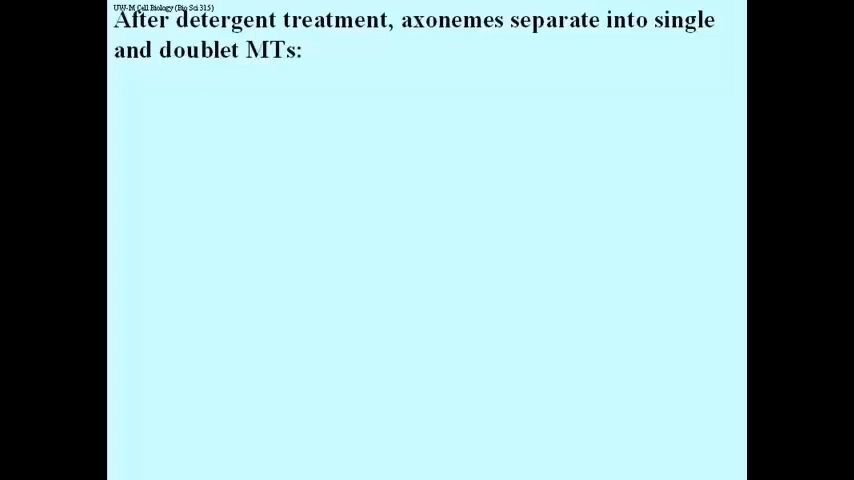 UW-M Cell Biology (Bio Sci 315)
After detergent treatment, axonemes separate into single
and doublet MTs: